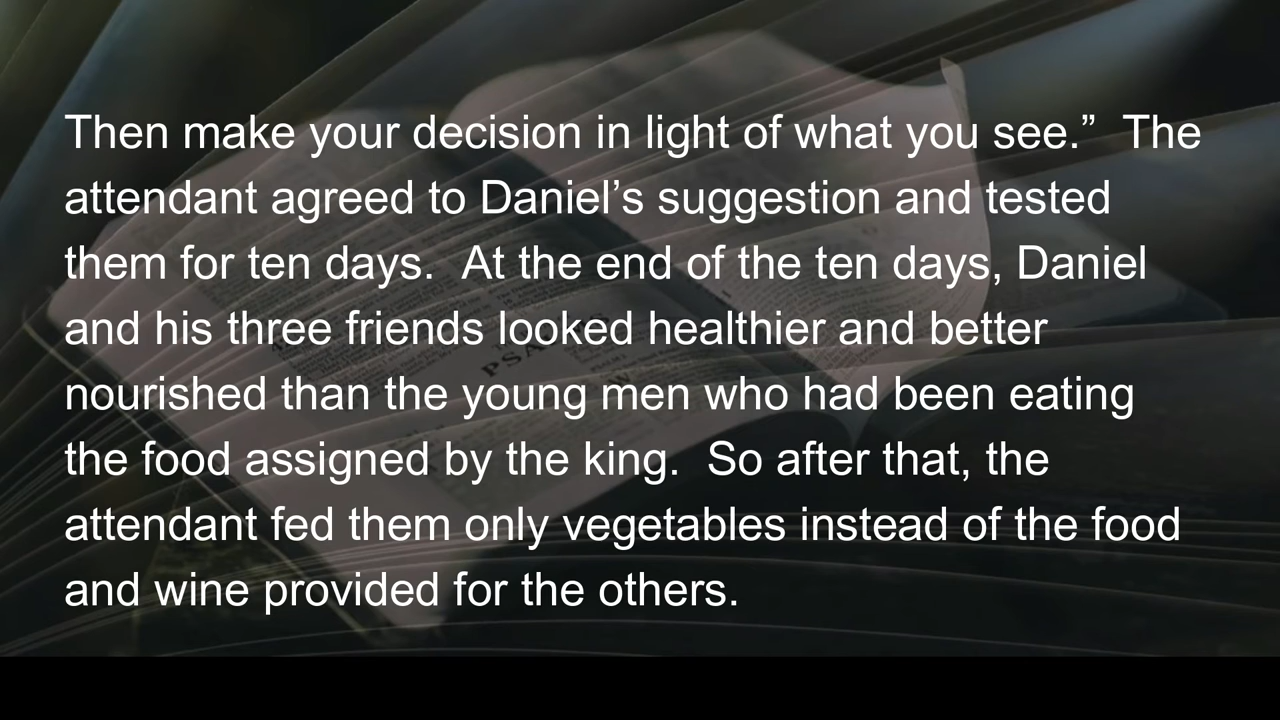 Then make your decision in light of what you see.”  The
attendant agreed to Daniel’s suggestion and tested
them for ten days.  At the end of the ten days, Daniel
and his three friends looked healthier and better
nourished than the young men who had been eating
the food assigned by the king.  So after that, the
attendant fed them only vegetables instead of the food
and wine provided for the others.
PSALMS